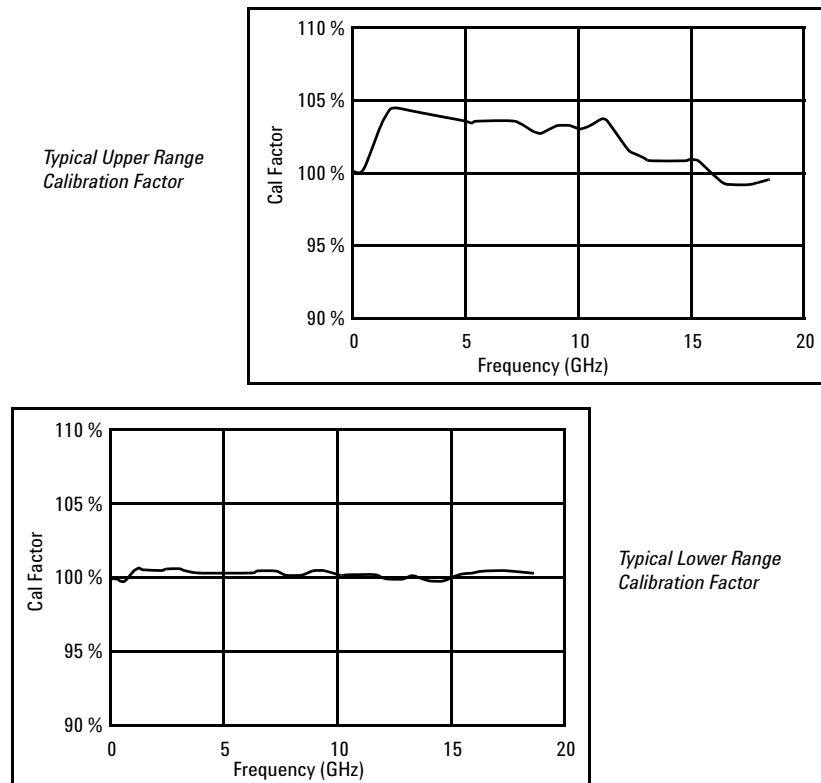 Typical Upper Range
Calibration Factor
110 %
105 %
100 %
95 %
90 %
Cal Factor
0 5 10 15 20
Frequency (GHz)
110 %
105 %
100 %
95 %
90 %
Cal Factor
0 5 10 15 20
Frequency (GHz)
Typical Lower Range
Calibration Factor